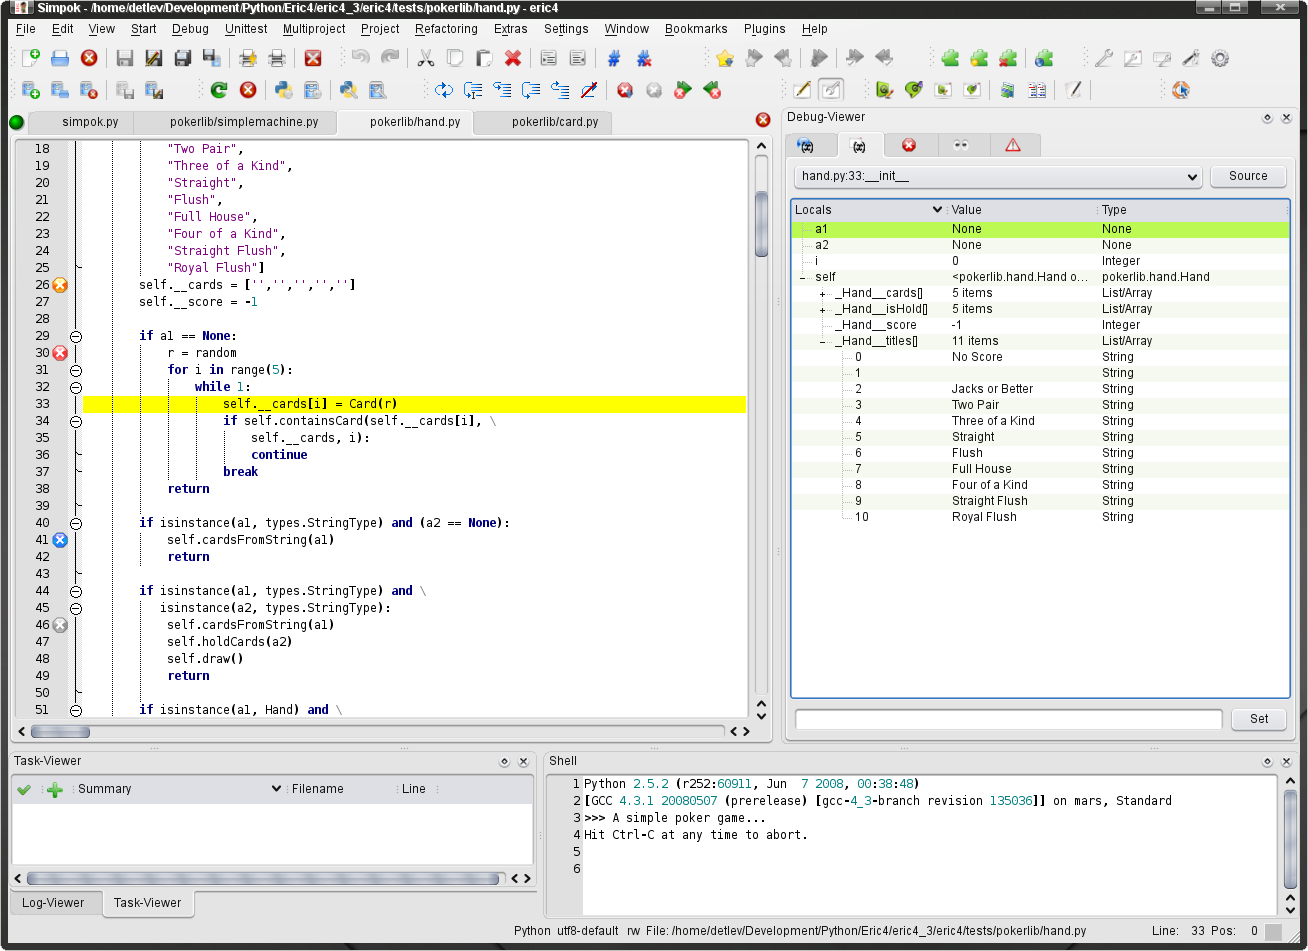 Simpok - /home/detlev/Development/Python/Eric4/eric4_3/eric4/tests/pokerlib/hand.py - eric4
File Edit View Start Debug Unittest Multiproject Project Refactoring Extras Settings Window Bookmarks Plugins Help
simpok.py pokerlib/simplemachine.py pokerlib/hand.py pokerlib/card.py
18 "Two Pair",
19 "Three of a Kind",
20 "Straight",
21 "Flush",
22 "Full House",
23 "Four of a Kind",
24 "Straight Flush",
25 "Royal Flush"]
26 self.__cards = ['','','','','']
27 self.__score = -1
28
29 if a1 == None:
30 r = random
31 for i in range(5):
32 while 1:
33 self.__cards[i] = Card(r)
34 if self.containsCard(self.__cards[i], \
35 self.__cards, i):
36 continue
37 break
38 return
39
40 if isinstance(a1, types.StringType) and (a2 == None):
41 self.cardsFromString(a1)
42 return
43
44 if isinstance(a1, types.StringType) and \
45 isinstance(a2, types.StringType):
46 self.cardsFromString(a1)
47 self.holdCards(a2)
48 self.draw()
49 return
50
51 if isinstance(a1, Hand) and \
Debug-Viewer
hand.py:33:__init__ Source
Locals Value Type
a1 None None
a2 None None
i 0 Integer
self <pokerlib.hand.Hand o... pokerlib.hand.Hand
_Hand__cards[] 5 items List/Array
_Hand__isHold[] 5 items List/Array
_Hand__score -1 Integer
_Hand__titles[] 11 items List/Array
0 No Score String
1 String
2 Jacks or Better String
3 Two Pair String
4 Three of a Kind String
5 Straight String
6 Flush String
7 Full House String
8 Four of a Kind String
9 Straight Flush String
10 Royal Flush String
Set
Task-Viewer
Summary Filename Line
Log-Viewer Task-Viewer
Shell
1 Python 2.5.2 (r252:60911, Jun  7 2008, 00:38:48)
2 [GCC 4.3.1 20080507 (prerelease) [gcc-4_3-branch revision 135036]] on mars, Standard
3 >>> A simple poker game...
4 Hit Ctrl-C at any time to abort.
5
6
Python utf8-default rw File: /home/detlev/Development/Python/Eric4/eric4_3/eric4/tests/pokerlib/hand.py Line: 33 Pos: 0